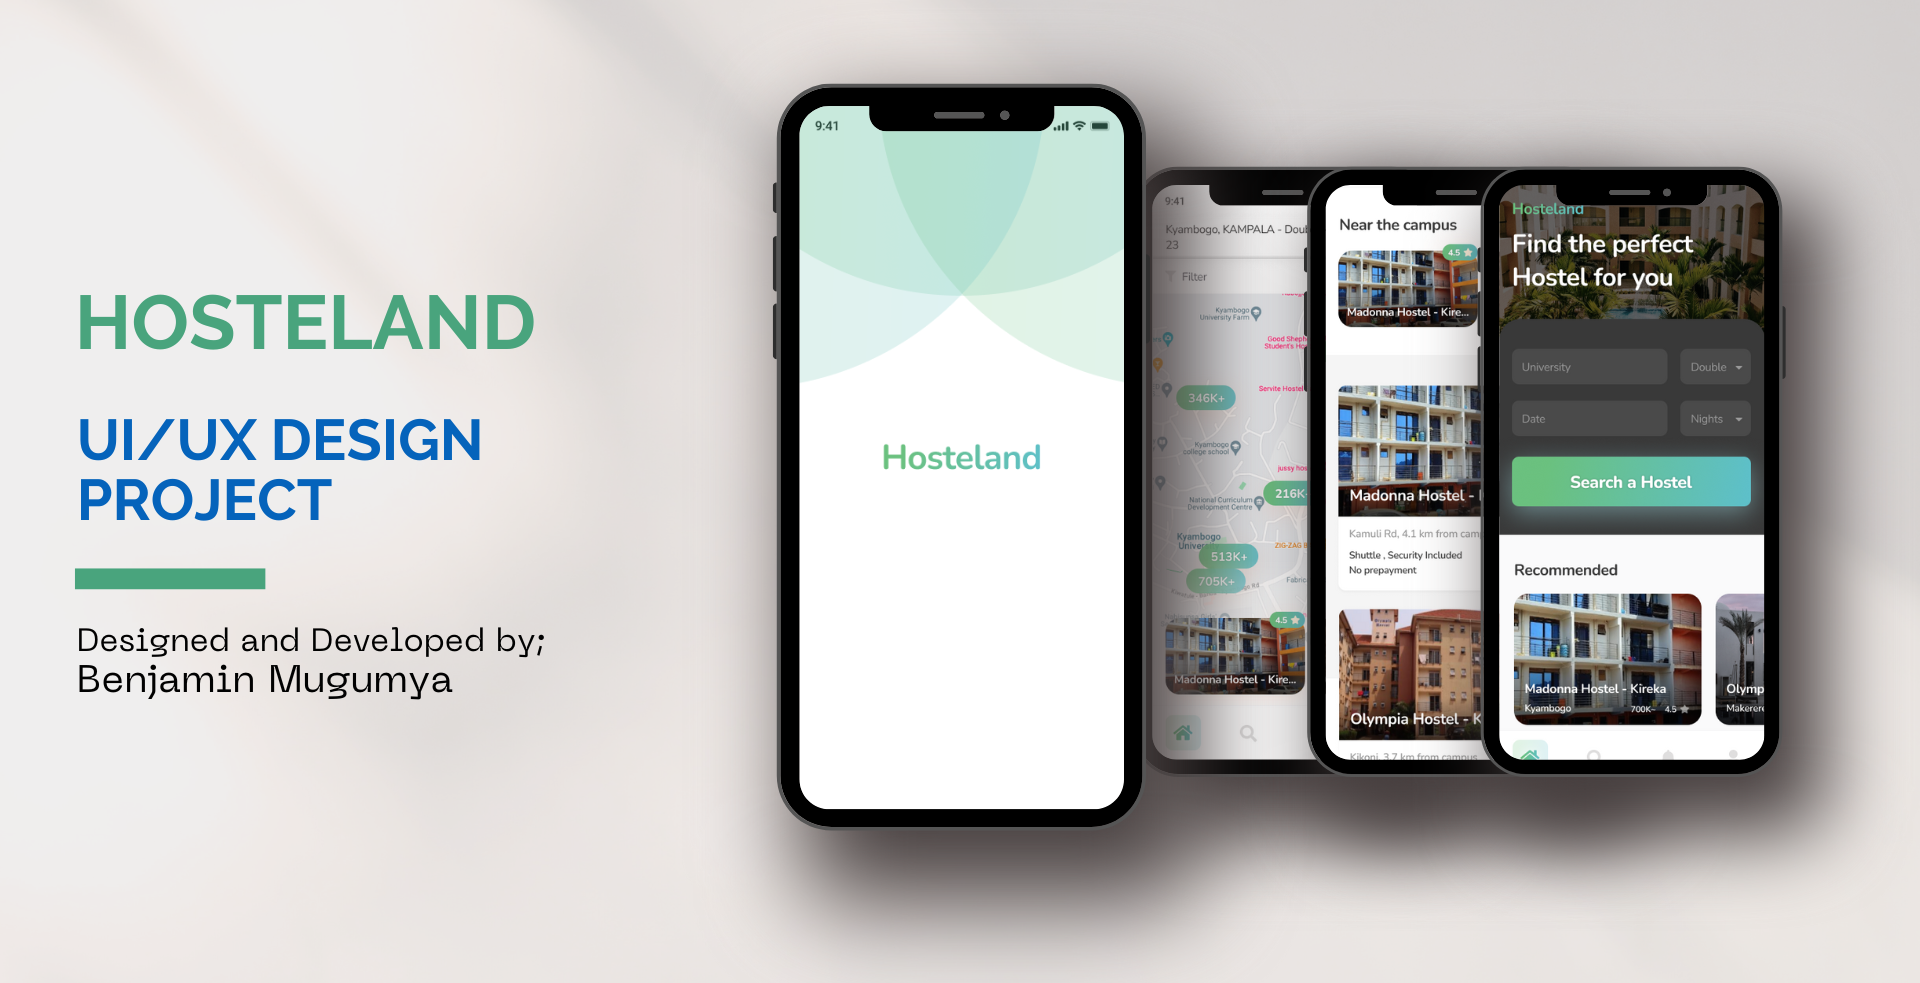 HOSTELAND
UI/UX DESIGN
PROJECT
Designed and Developed by;
Benjamin Mugumya
9:41
Hosteland
9:41
Kyambogo, KAMPALA - Doub
23
Filter
Kyambogo
University Farm
Good Sheph
Student's Ho
Servite Hostel
346K+
Kyambogo
college school
jussy hos
216K
National Curriculum
Development Centre
Kyambogo
Univer
ZIG-ZAG B
513K+
705K+
Fabric
4.5
Madonna Hostel - Kire...
Near the campus
4.5
Madonna Hostel - Kire...
Madonna Hostel -
Kamuli Rd, 4.1 km from cam
Shuttle , Security Included
No prepayment
Olympia Hostel - K
Kikoni, 3.7 km from campus
Hosteland
Find the perfect
Hostel for you
University
Double
Date
Nights
Search a Hostel
Recommended
Madonna Hostel - Kireka
Kyambogo 700K~ 4.5
Olymp
Makerere